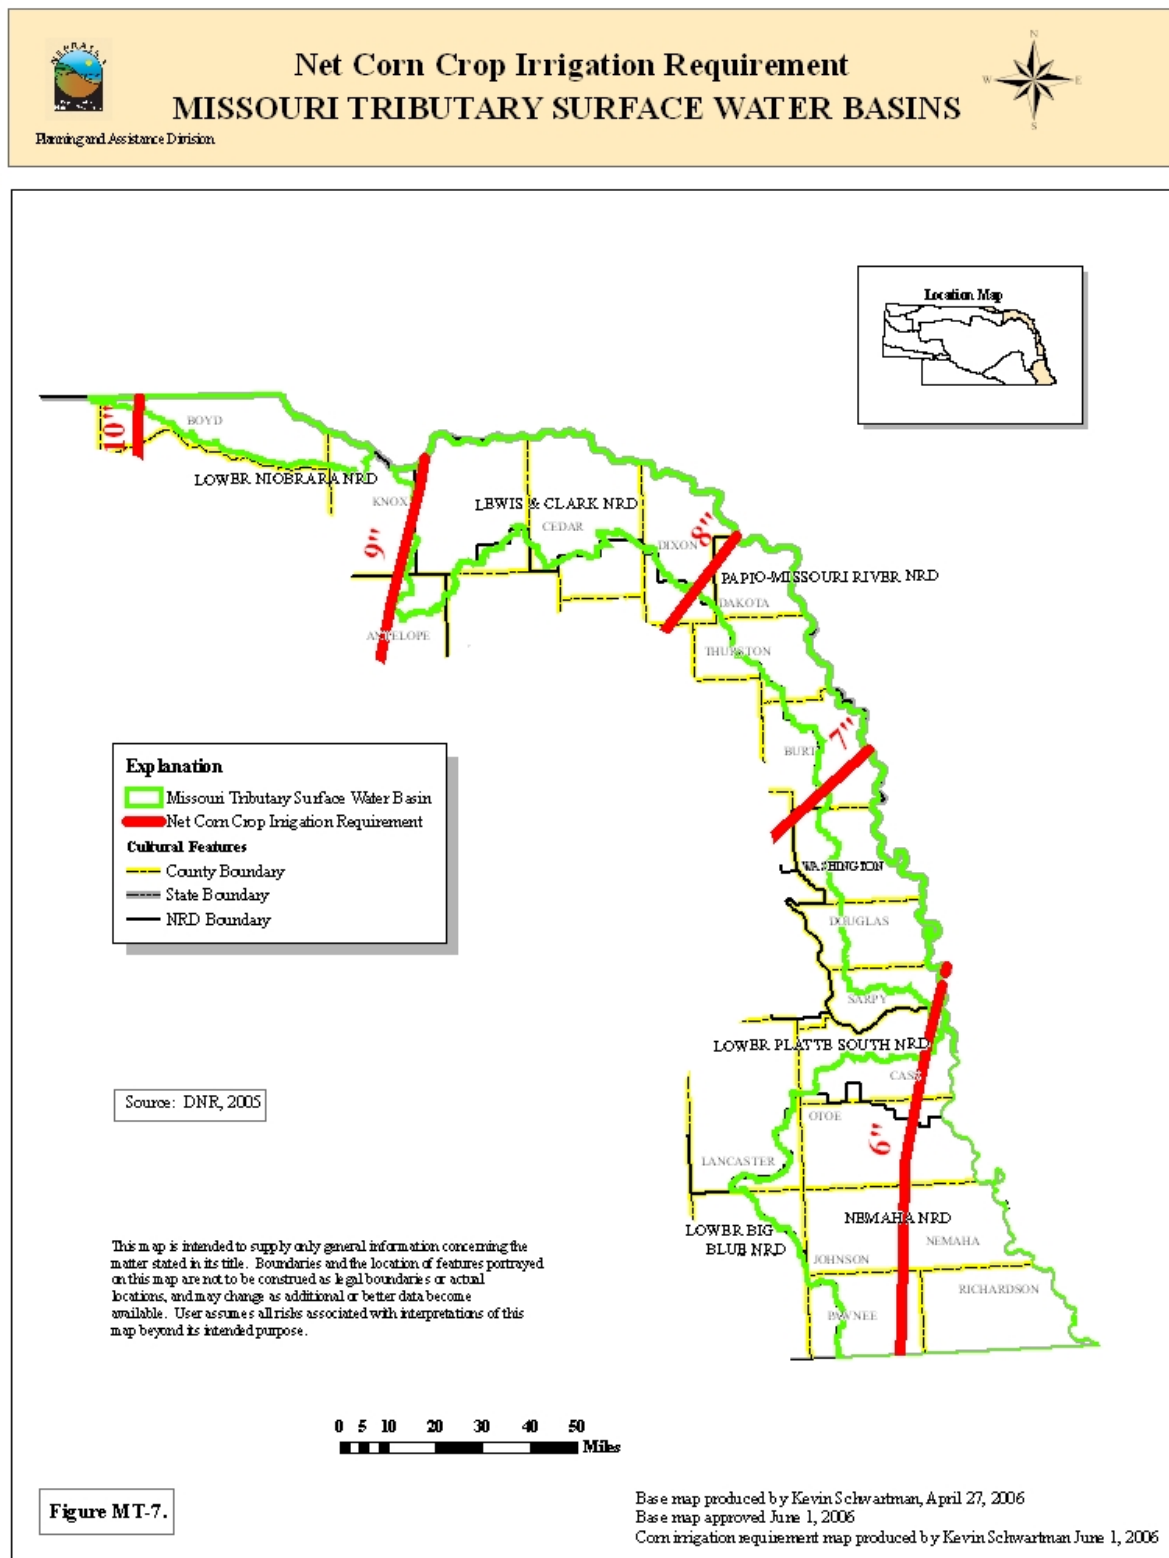 Net Corn Crop Irrigation Requirement
MISSOURI TRIBUTARY SURFACE WATER BASINS
Planning and Assistance Division
N
W
E
S
Location Map
10"
BOYD
LOWER NIOBRARA NRD
KNOX
LEWIS & CLARK NRD
CEDAR
9"
8"
DIXON
PAPIO-MISSOURI RIVER NRD
DAKOTA
ANTELOPE
THURSTON
7"
BURT
Explanation
Missouri Tributary Surface Water Basin
Net Corn Crop Irrigation Requirement
Cultural Features
County Boundary
State Boundary
NRD Boundary
WASHINGTON
DOUGLAS
SARPY
LOWER PLATTE SOUTH NRD
CASS
Source: DNR, 2005
OTOE
6"
LANCASTER
NEMAHA NRD
LOWER BIG
BLUE NRD
NEMAHA
JOHNSON
RICHARDSON
PAWNEE
This map is intended to supply only general information concerning the
matter stated in its title. Boundaries and the location of features portrayed
on this map are not to be construed as legal boundaries or actual
locations, and may change as additional or better data become
available. User assumes all risks associated with interpretations of this
map beyond its intended purpose.
0 5 10 20 30 40 50
Miles
Figure MT-7.
Base map produced by Kevin Schwartman, April 27, 2006
Base map approved June 1, 2006
Corn irrigation requirement map produced by Kevin Schwartman June 1, 2006